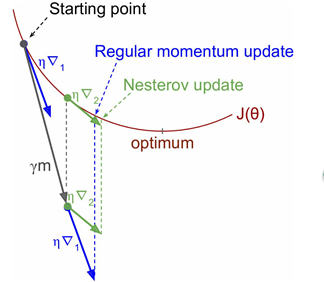 Starting point
η∇₁
Regular momentum update
η∇₂
Nesterov update
J(θ)
optimum
γm
η∇₂
η∇₁